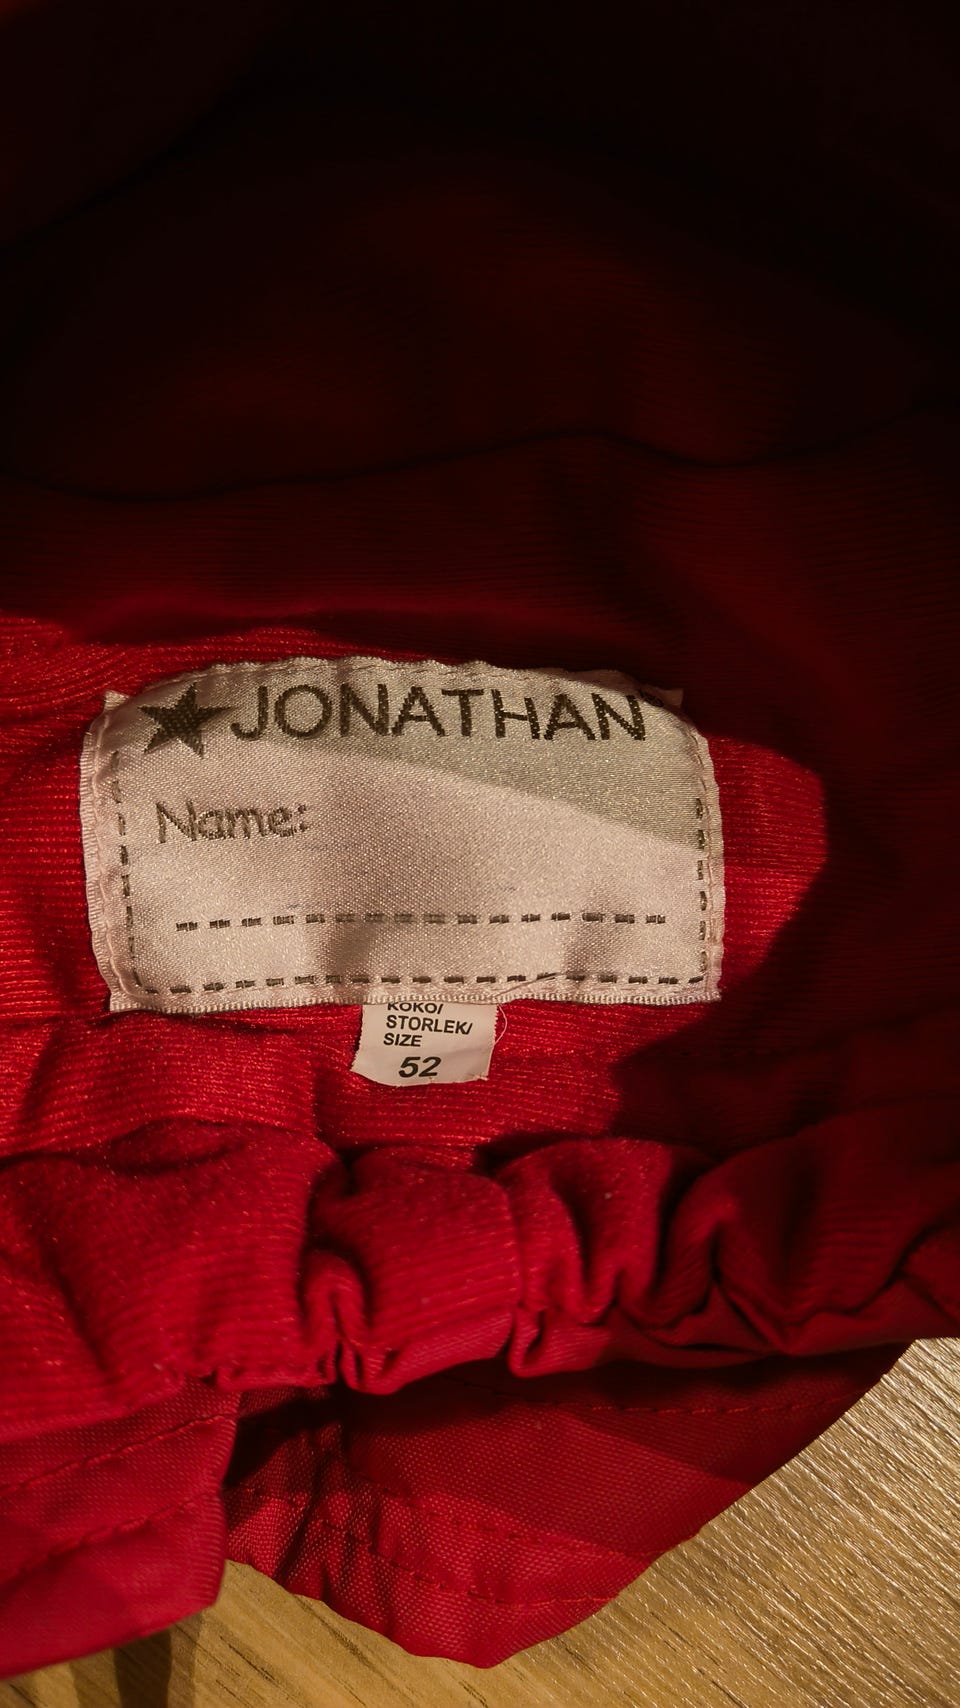 JONATHAN
Name:
KOKO/
STORLEK/
SIZE
52